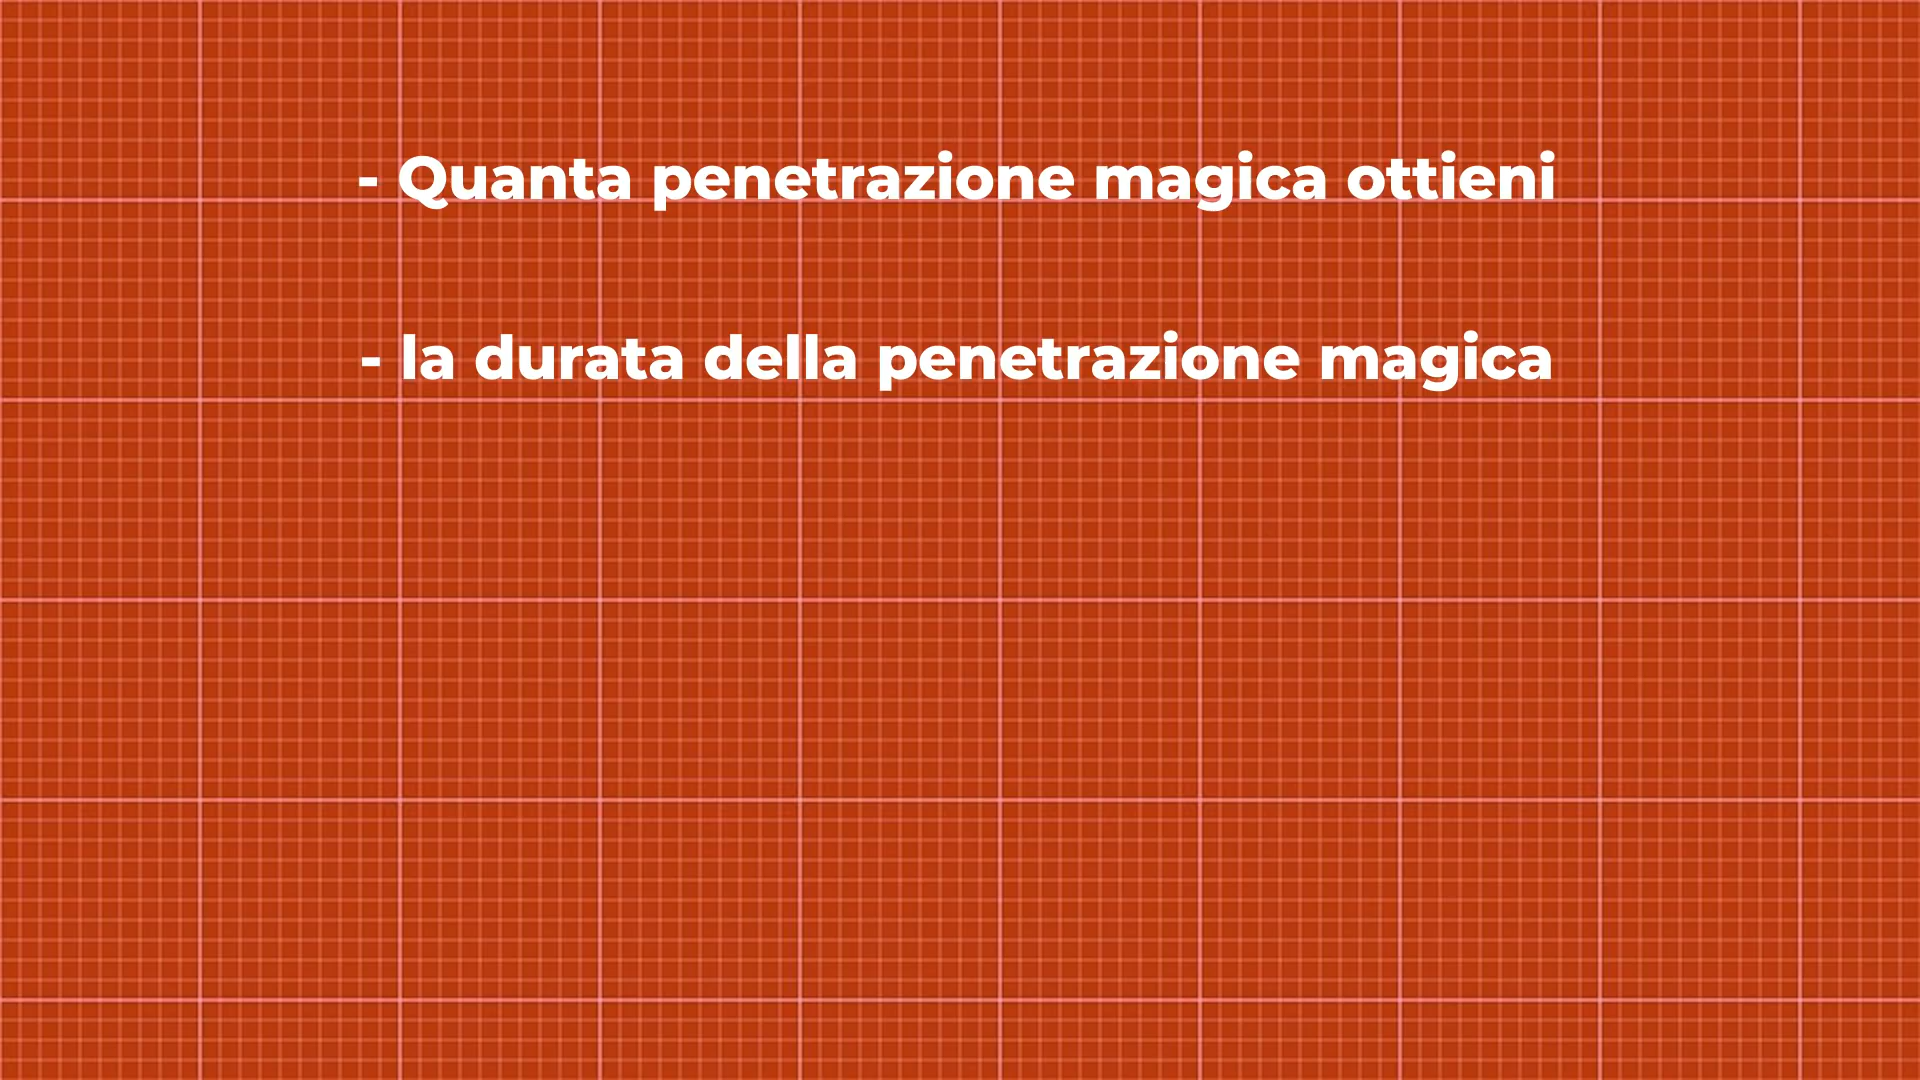 - Quanta penetrazione magica ottieni
- la durata della penetrazione magica